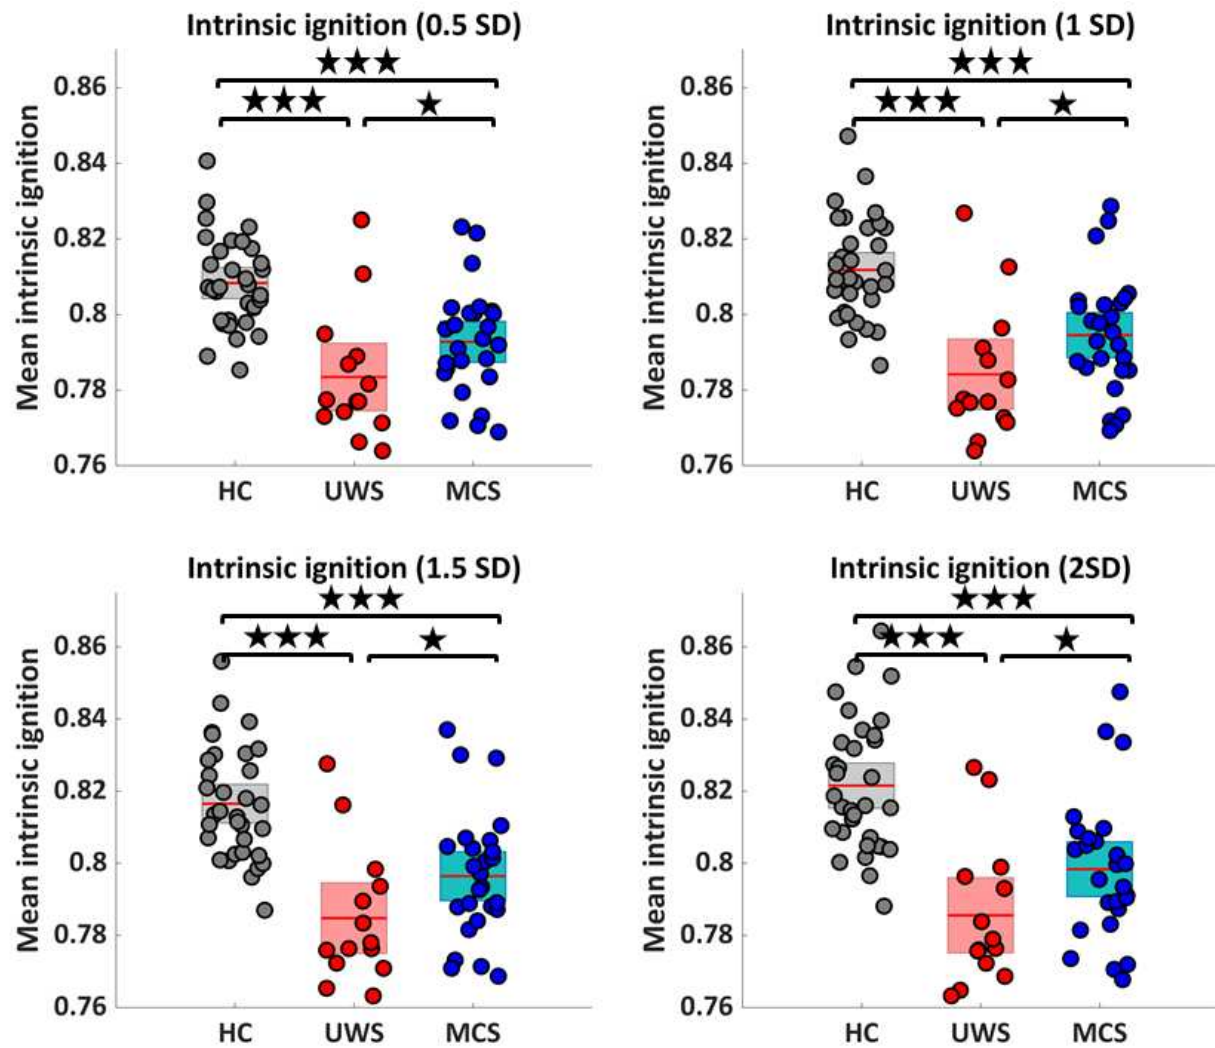 Intrinsic ignition (0.5 SD)
★★★
★★★ ★
Mean intrinsic ignition
0.86
0.84
0.82
0.8
0.78
0.76
HC UWS MCS
Intrinsic ignition (1 SD)
★★★
★★★ ★
Mean intrinsic ignition
0.86
0.84
0.82
0.8
0.78
0.76
HC UWS MCS
Intrinsic ignition (1.5 SD)
★★★
★★★ ★
Mean intrinsic ignition
0.86
0.84
0.82
0.8
0.78
0.76
HC UWS MCS
Intrinsic ignition (2SD)
★★★
★★★ ★
Mean intrinsic ignition
0.86
0.84
0.82
0.8
0.78
0.76
HC UWS MCS